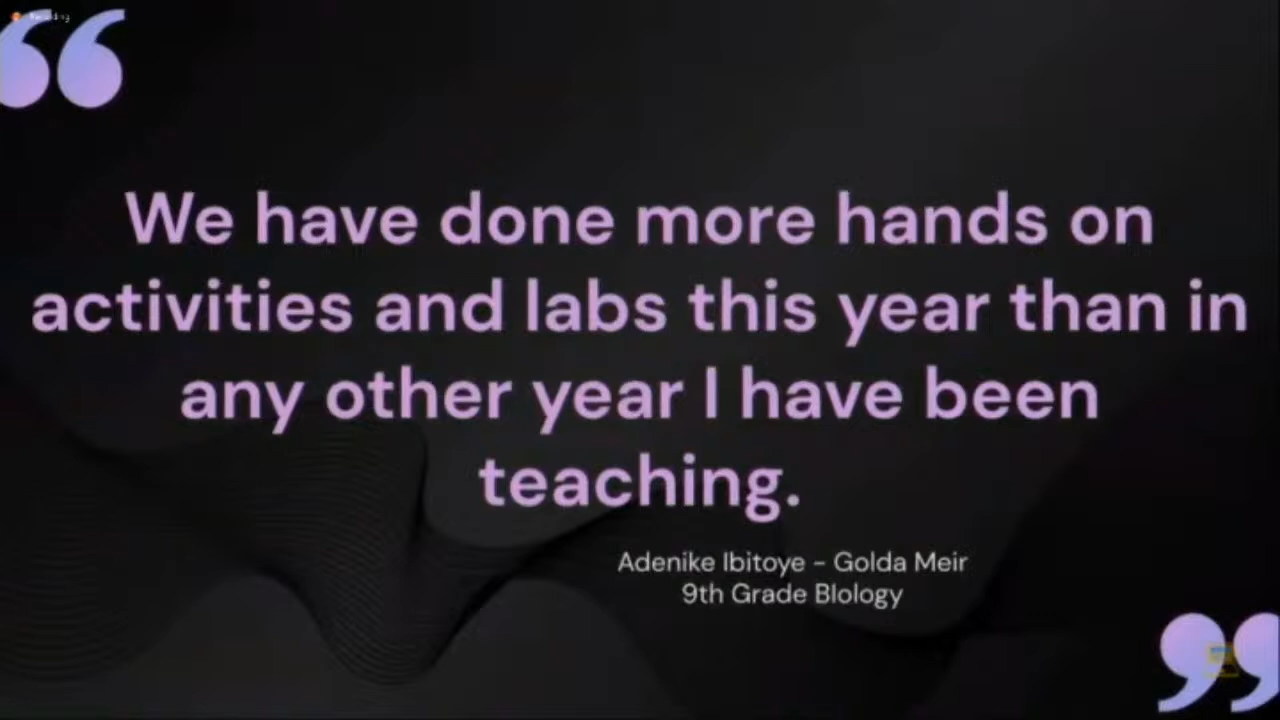 Recording
We have done more hands on
activities and labs this year than in
any other year I have been
teaching.
Adenike Ibitoye - Golda Meir
9th Grade BIology